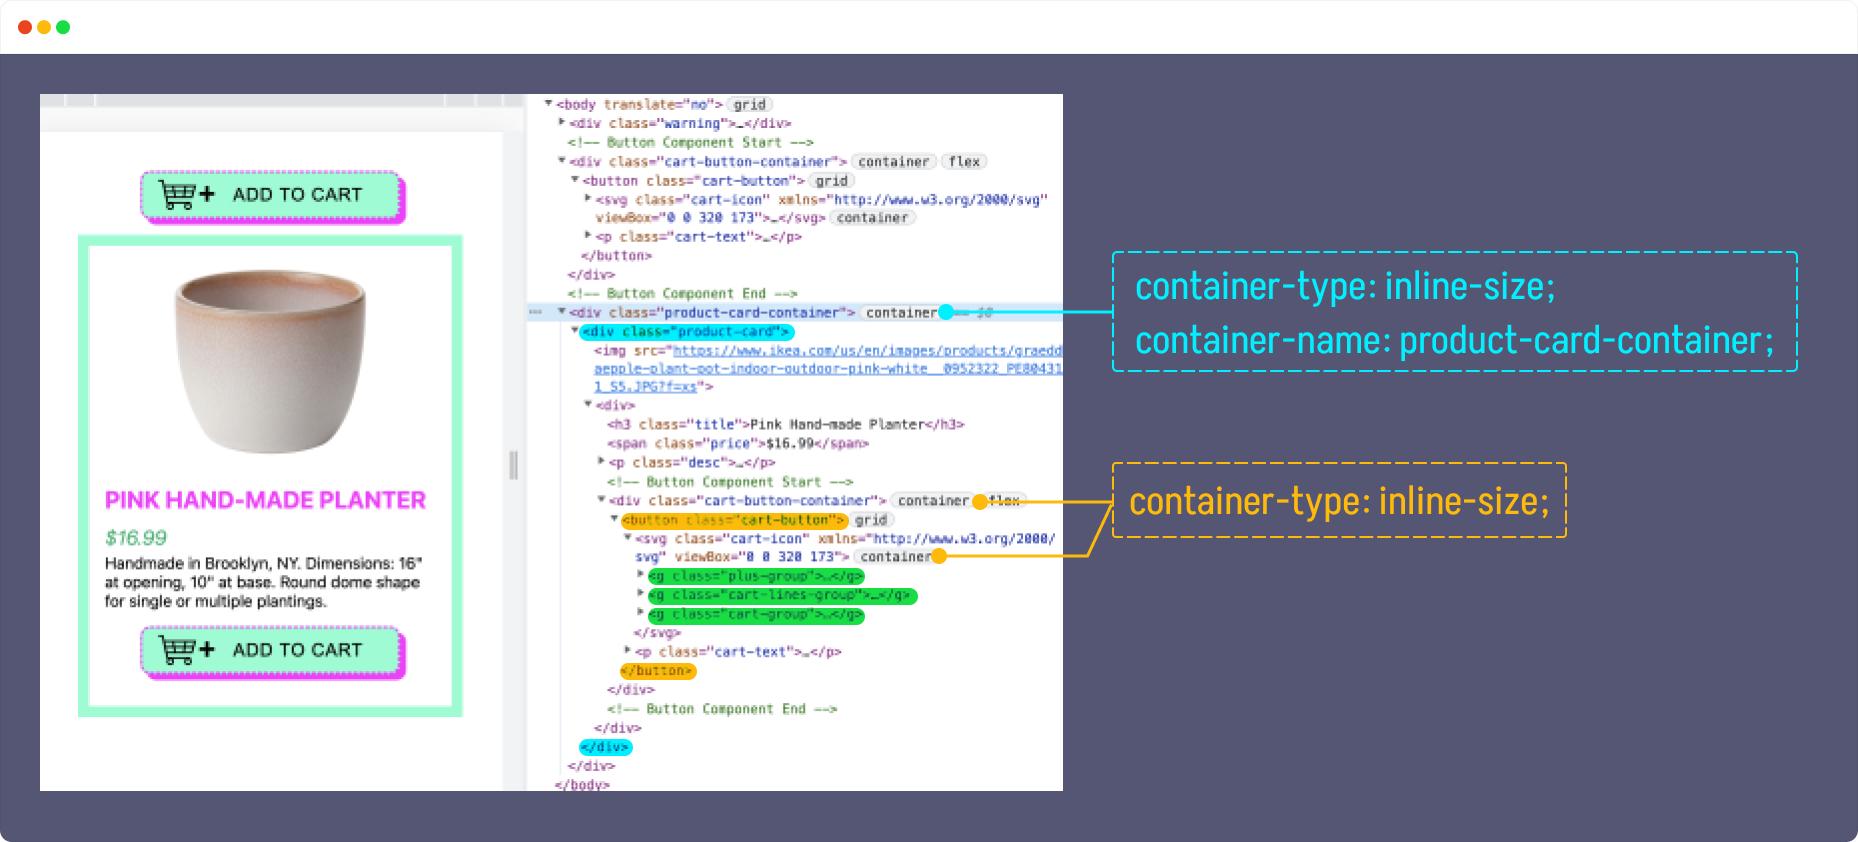 ADD TO CART
PINK HAND-MADE PLANTER
$16.99
Handmade in Brooklyn, NY. Dimensions: 16"
at opening, 10" at base. Round dome shape
for single or multiple plantings.
ADD TO CART
<body translate="no"> grid
<div class="warning">…</div>
<!-- Button Component Start -->
<div class="cart-button-container"> container flex
<button class="cart-button"> grid
<svg class="cart-icon" xmlns="http://www.w3.org/2000/svg"
viewBox="0 0 320 173">…</svg> container
<p class="cart-text">…</p>
</button>
</div>
<!-- Button Component End -->
<div class="product-card-container"> container == $0
<div class="product-card">
<img src="https://www.ikea.com/us/en/images/products/graedd
aepple-plant-pot-indoor-outdoor-pink-white__0952322_PE80431
1_S5.JPG?f=xs">
<div>
<h3 class="title">Pink Hand-made Planter</h3>
<span class="price">$16.99</span>
<p class="desc">…</p>
<!-- Button Component Start -->
<div class="cart-button-container"> container flex
<button class="cart-button"> grid
<svg class="cart-icon" xmlns="http://www.w3.org/2000/
svg" viewBox="0 0 320 173"> container
<g class="plus-group">…</g>
<g class="cart-lines-group">…</g>
<g class="cart-group">…</g>
</svg>
<p class="cart-text">…</p>
</button>
</div>
<!-- Button Component End -->
</div>
</div>
</div>
</body>
container-type: inline-size;
container-name: product-card-container;
container-type: inline-size;